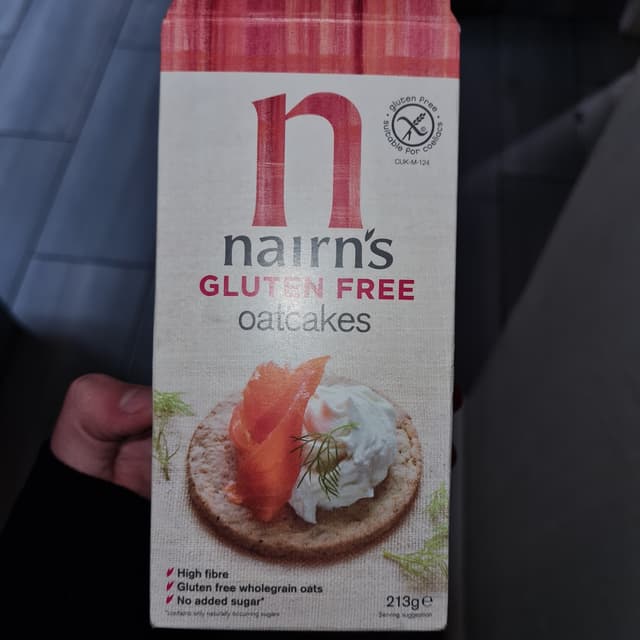 n
gluten free
suitable for coeliacs
CUK-M-124
nairn's
GLUTEN FREE
oatcakes
High fibre
Gluten free wholegrain oats
No added sugar*
*contains only naturally occurring sugars
213g℮
Serving suggestion